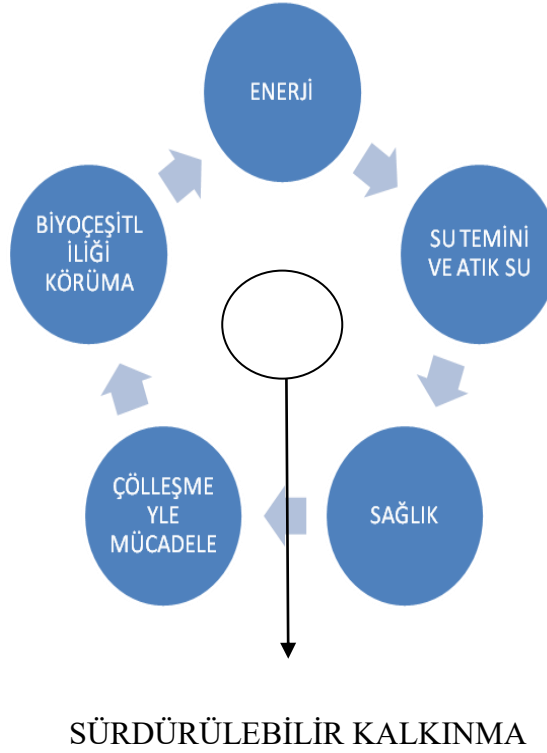 ENERJİ
SU TEMİNİ
VE ATIK SU
SAĞLIK
ÇÖLLEŞME
YLE
MÜCADELE
BİYOÇEŞİTL
İLİĞİ
KÖRÜMA
SÜRDÜRÜLEBİLİR KALKINMA